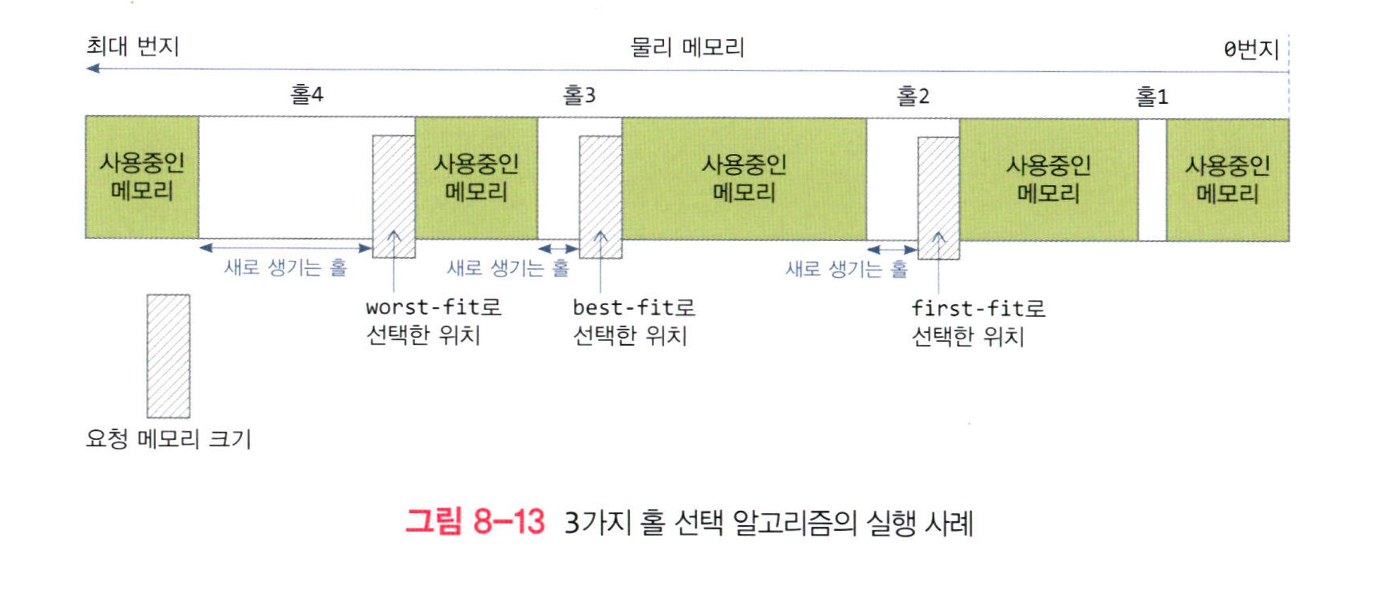 최대 번지
물리 메모리
0번지
홀4
홀3
홀2
홀1
사용중인
메모리
사용중인
메모리
사용중인
메모리
사용중인
메모리
사용중인
메모리
새로 생기는 홀
새로 생기는 홀
새로 생기는 홀
worst-fit로
선택한 위치
best-fit로
선택한 위치
first-fit로
선택한 위치
요청 메모리 크기
그림 8-13 3가지 홀 선택 알고리즘의 실행 사례